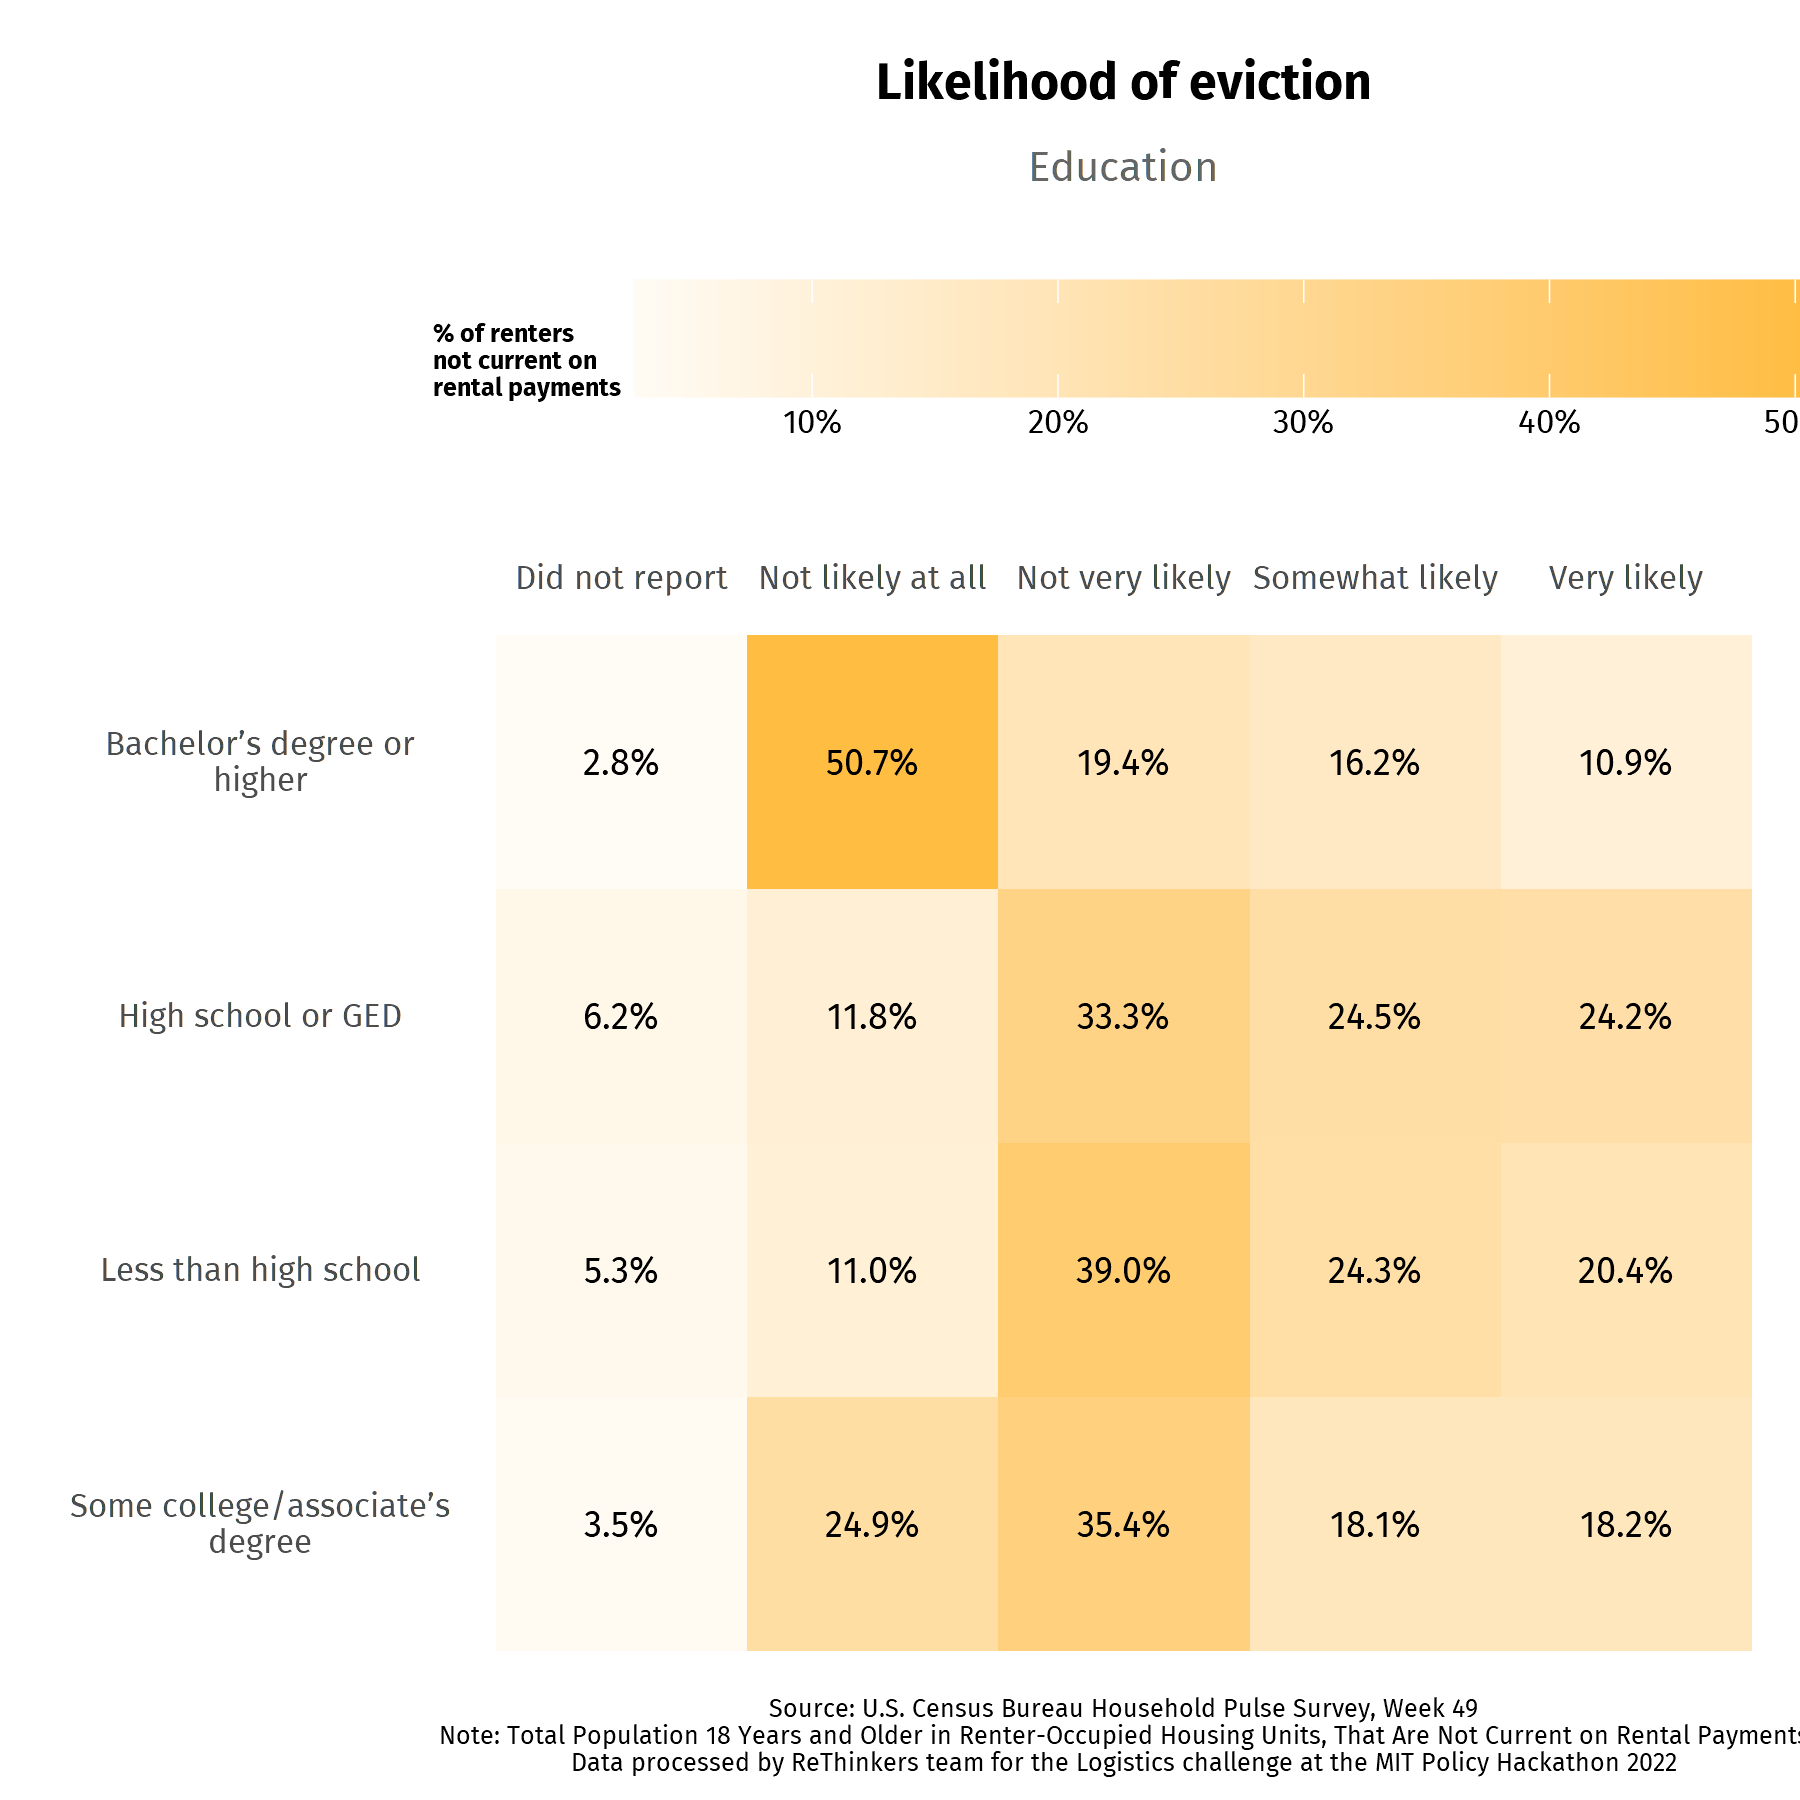 Likelihood of eviction
Education
% of renters
not current on
rental payments
10% 20% 30% 40% 50
Did not report Not likely at all Not very likely Somewhat likely Very likely
Bachelor’s degree or
higher
2.8% 50.7% 19.4% 16.2% 10.9%
High school or GED 6.2% 11.8% 33.3% 24.5% 24.2%
Less than high school 5.3% 11.0% 39.0% 24.3% 20.4%
Some college/associate’s
degree
3.5% 24.9% 35.4% 18.1% 18.2%
Source: U.S. Census Bureau Household Pulse Survey, Week 49
Note: Total Population 18 Years and Older in Renter-Occupied Housing Units, That Are Not Current on Rental Payments
Data processed by ReThinkers team for the Logistics challenge at the MIT Policy Hackathon 2022